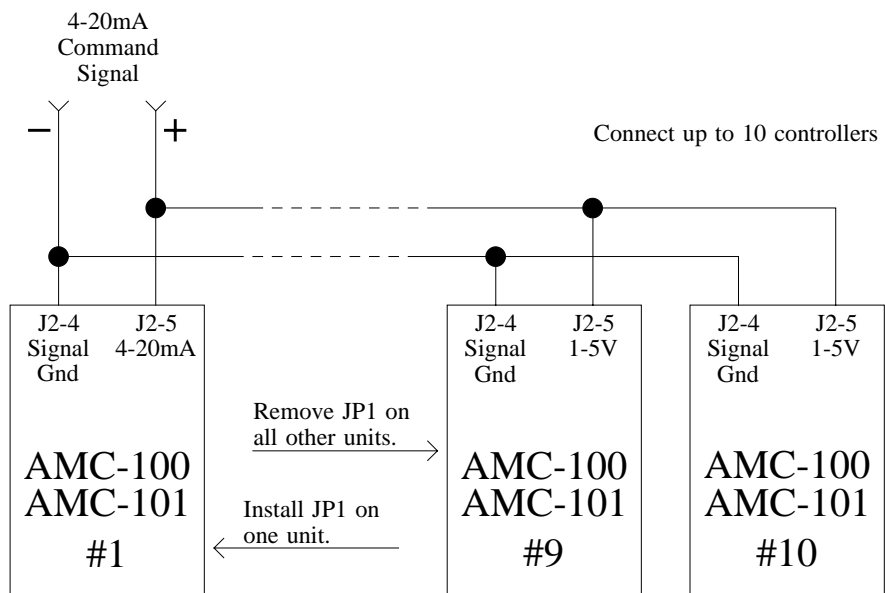 4-20mA
Command
Signal
− +
Connect up to 10 controllers
J2-4 J2-5
Signal 4-20mA
Gnd
J2-4 J2-5
Signal 1-5V
Gnd
J2-4 J2-5
Signal 1-5V
Gnd
Remove JP1 on
all other units.
Install JP1 on
one unit.
AMC-100
AMC-101
#1
AMC-100
AMC-101
#9
AMC-100
AMC-101
#10